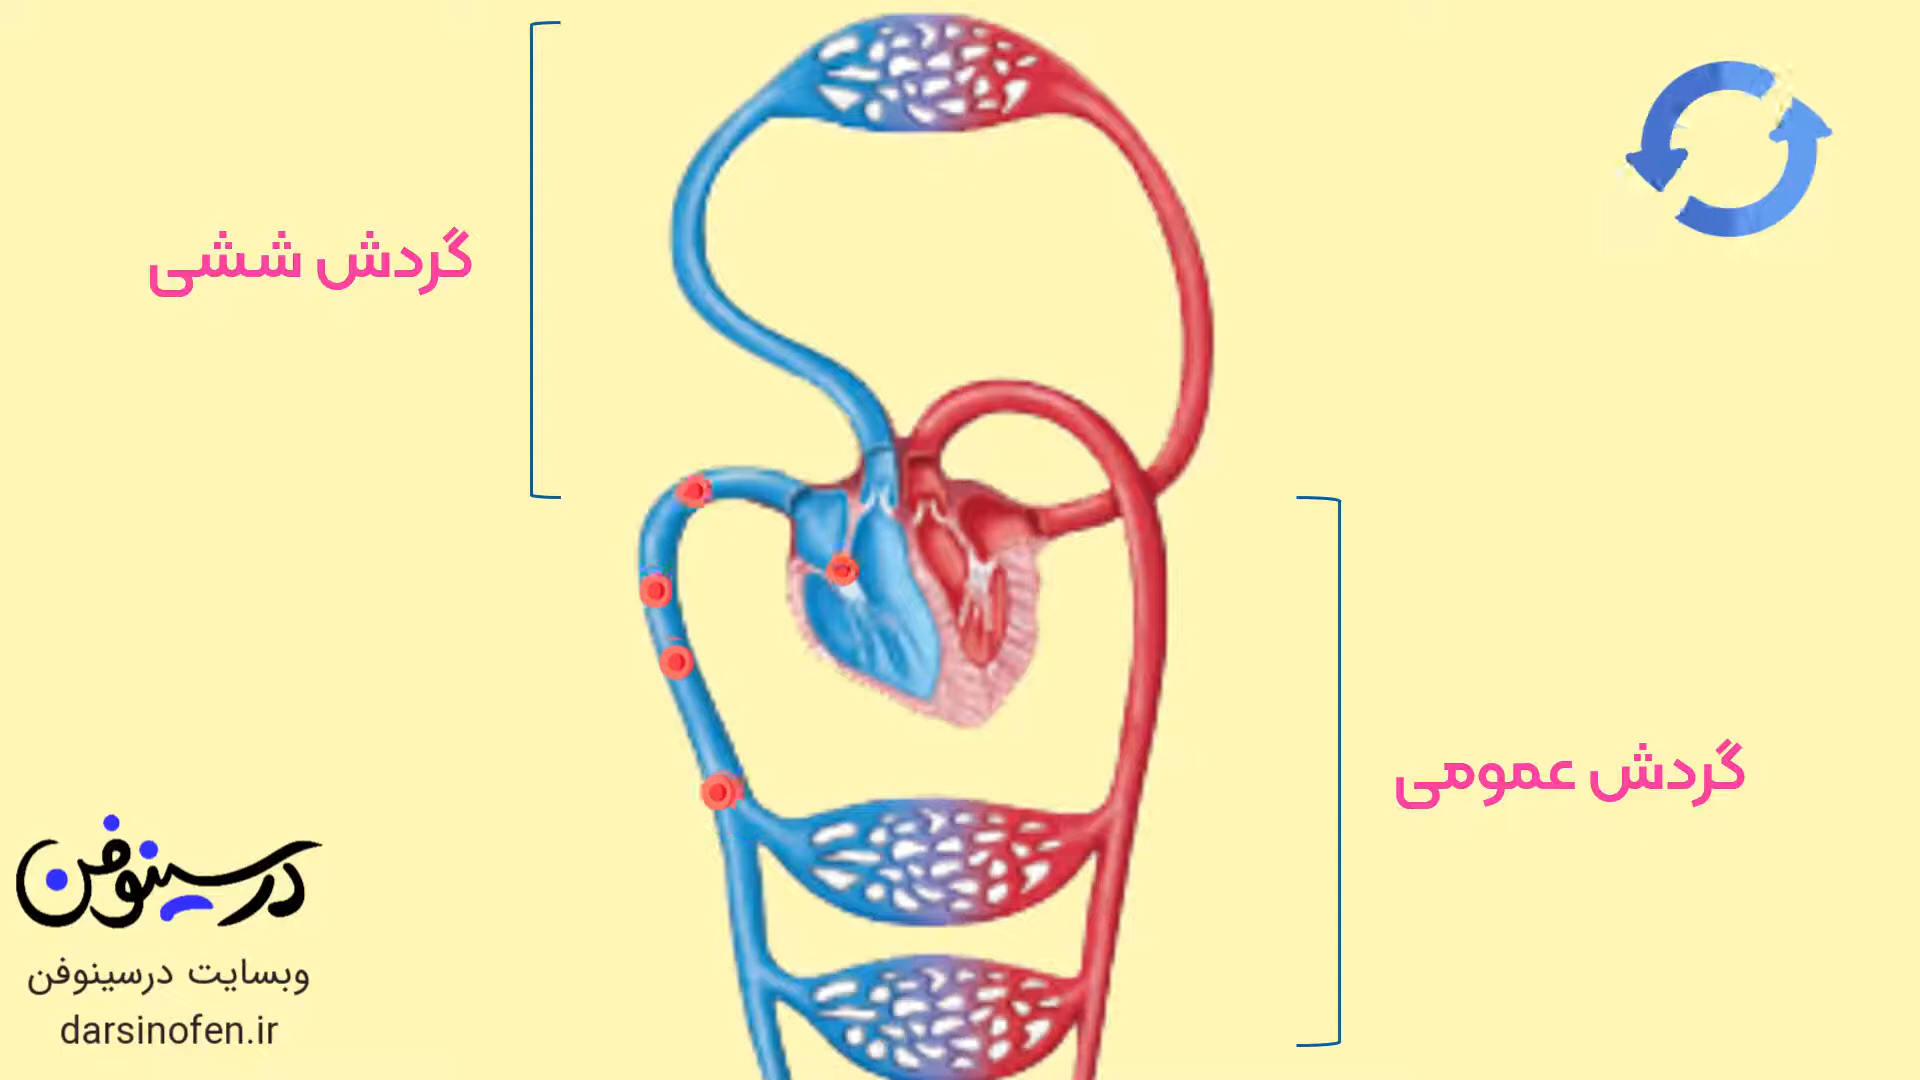 گردش ششی
گردش عمومی
درسینوفن
وبسایت درسینوفن
darsinofen.ir